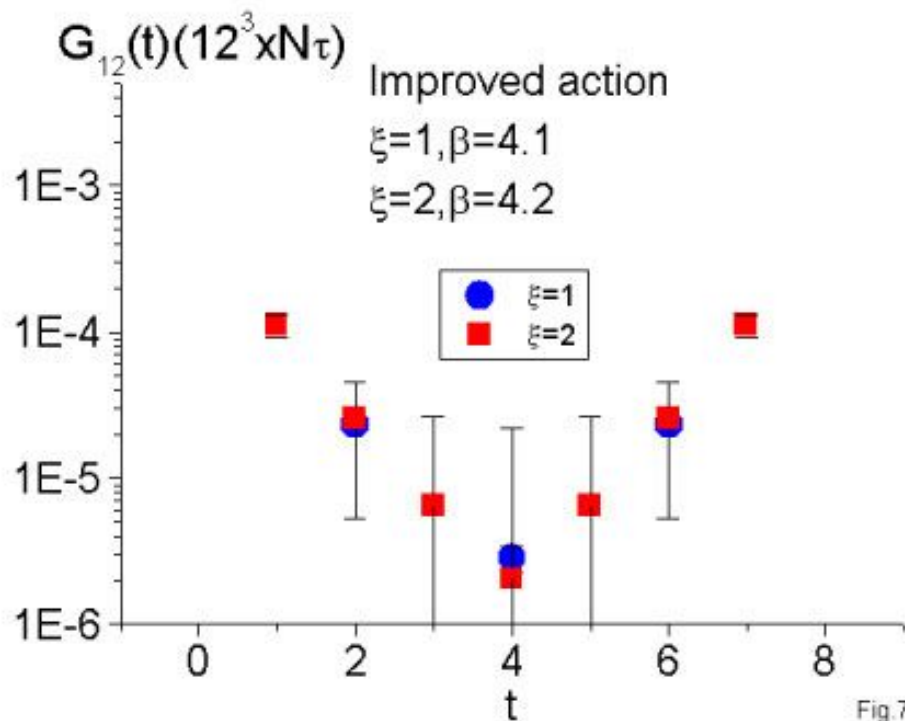 G₁₂(t)(12³xNτ)
Improved action
ξ=1,β=4.1
ξ=2,β=4.2
1E-3
ξ=1
1E-4
ξ=2
1E-5
1E-6
0 2 4 6 8
t
Fig.7